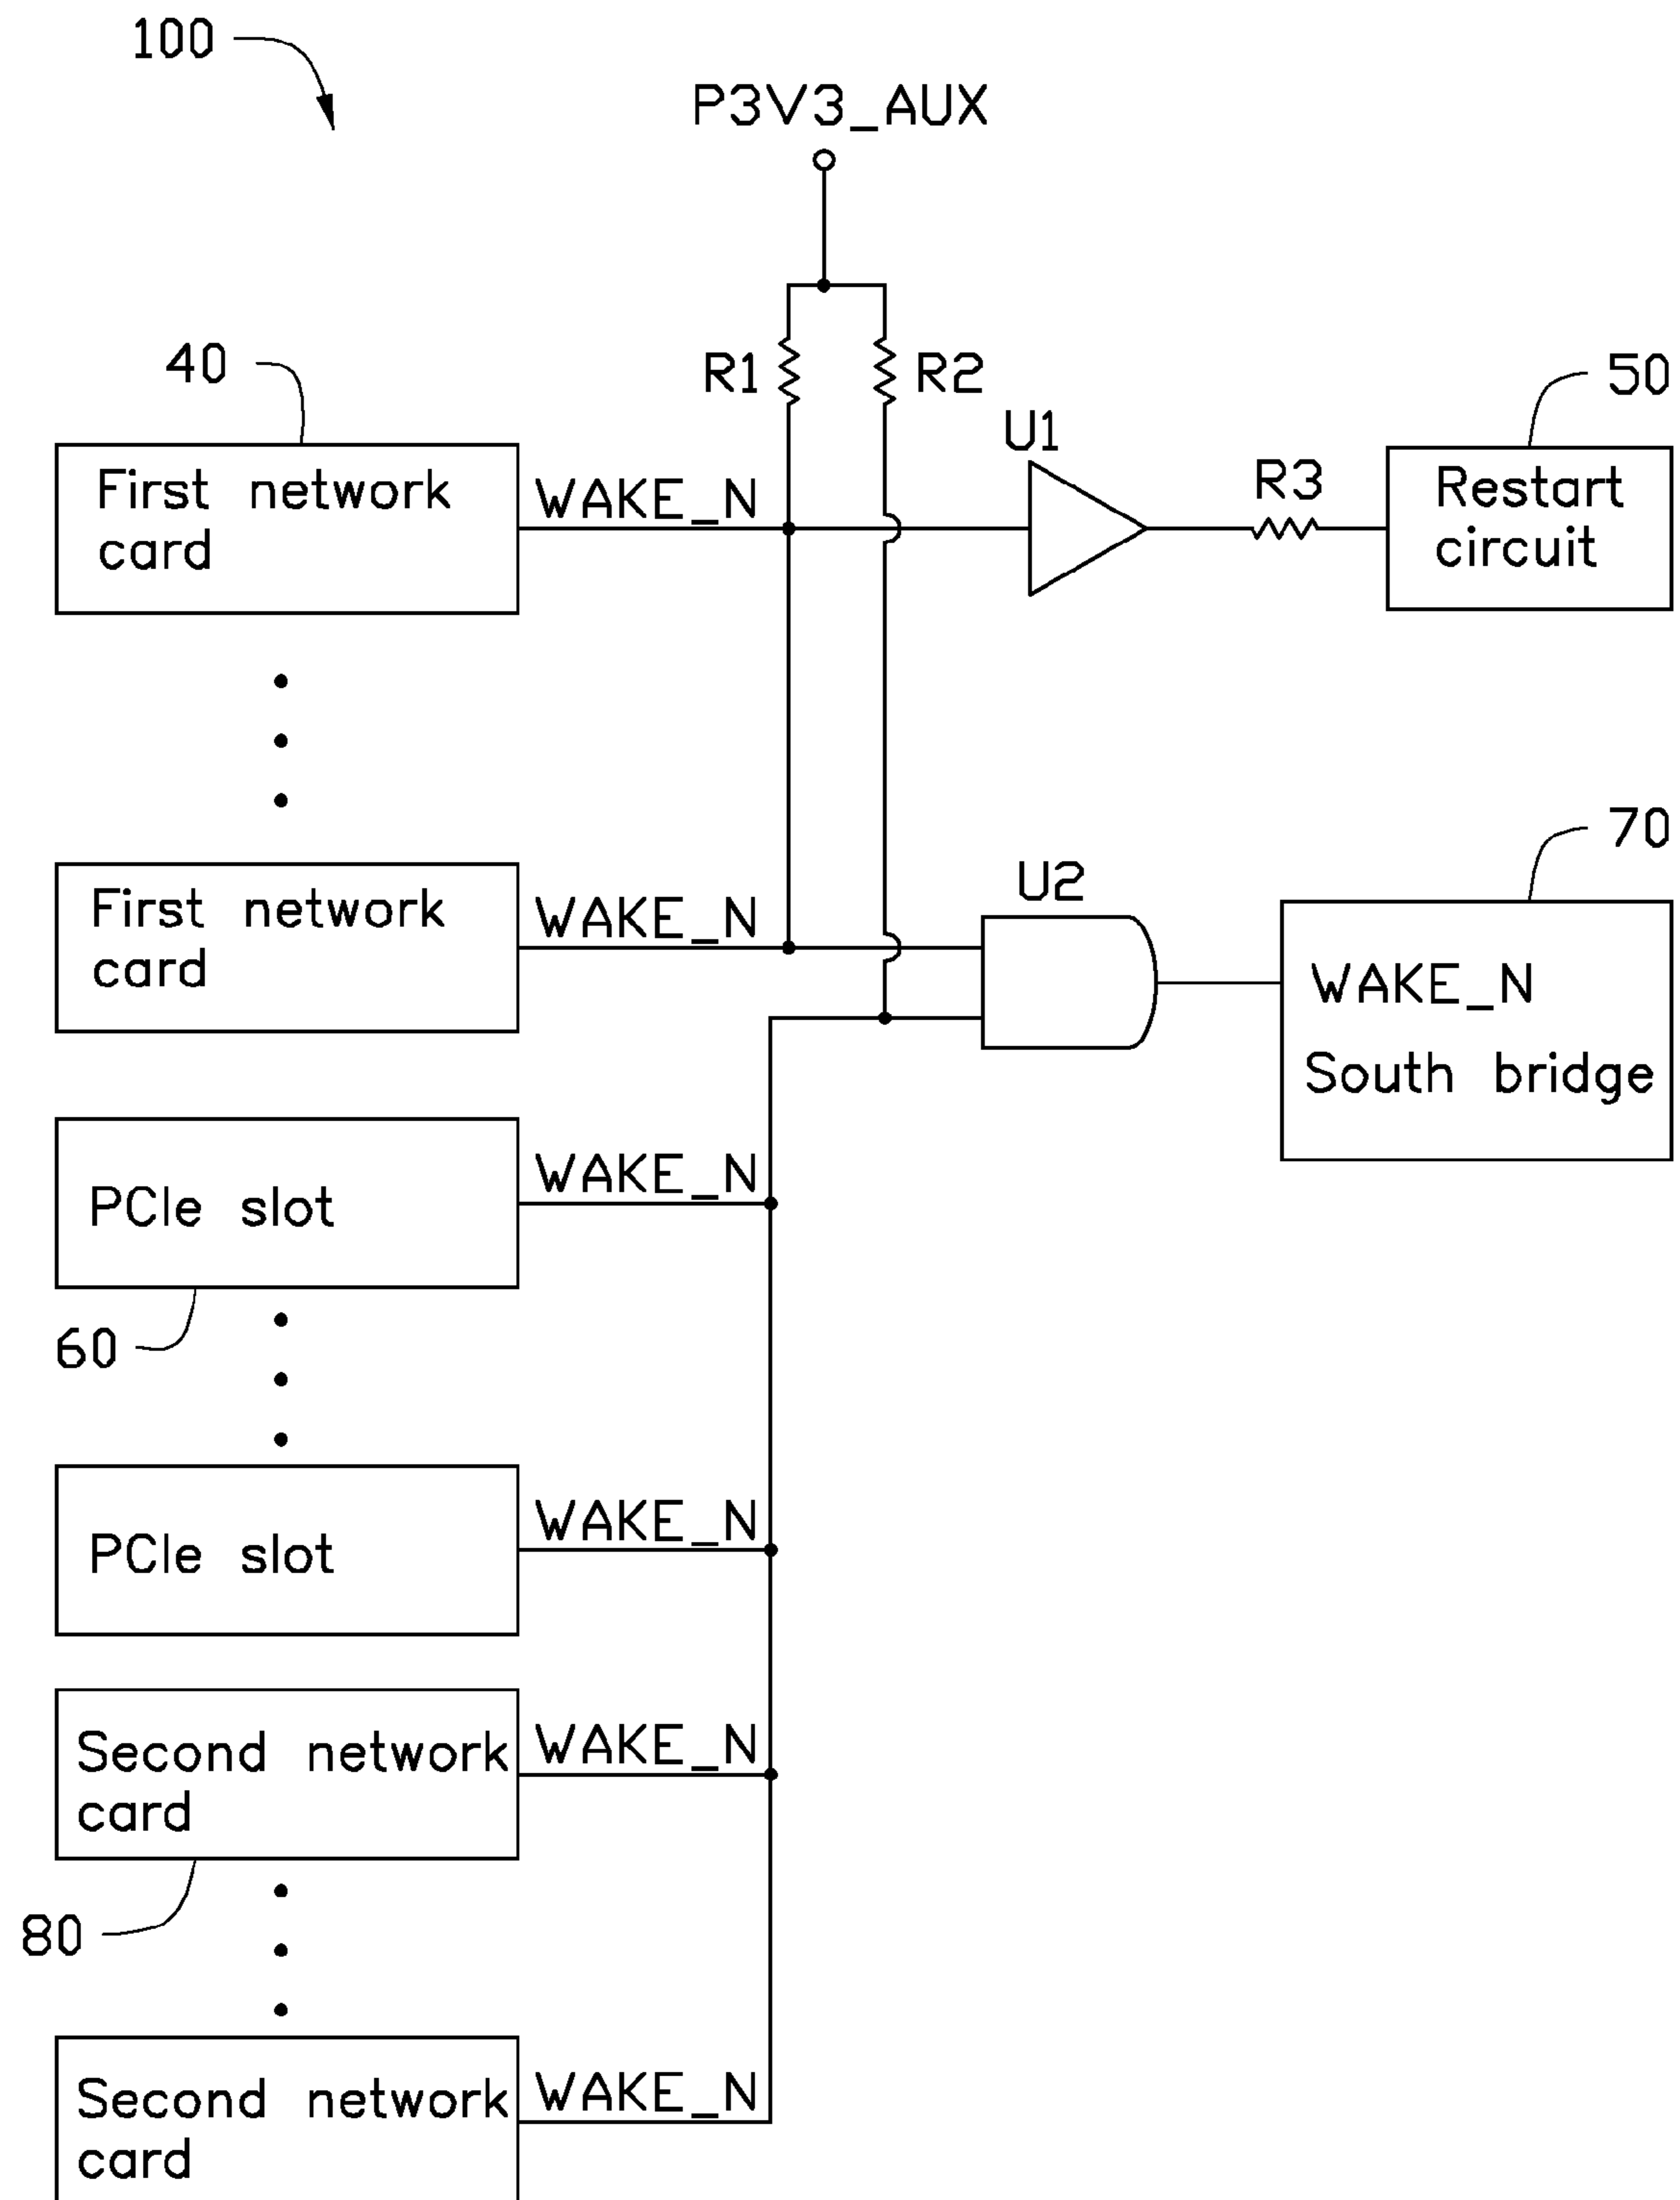 100
P3V3_AUX
40
R1
R2
50
U1
First network
card
WAKE_N
R3
Restart
circuit
70
U2
First network
card
WAKE_N
WAKE_N
South bridge
PCIe slot
WAKE_N
60
PCIe slot
WAKE_N
Second network
card
WAKE_N
80
Second network
card
WAKE_N